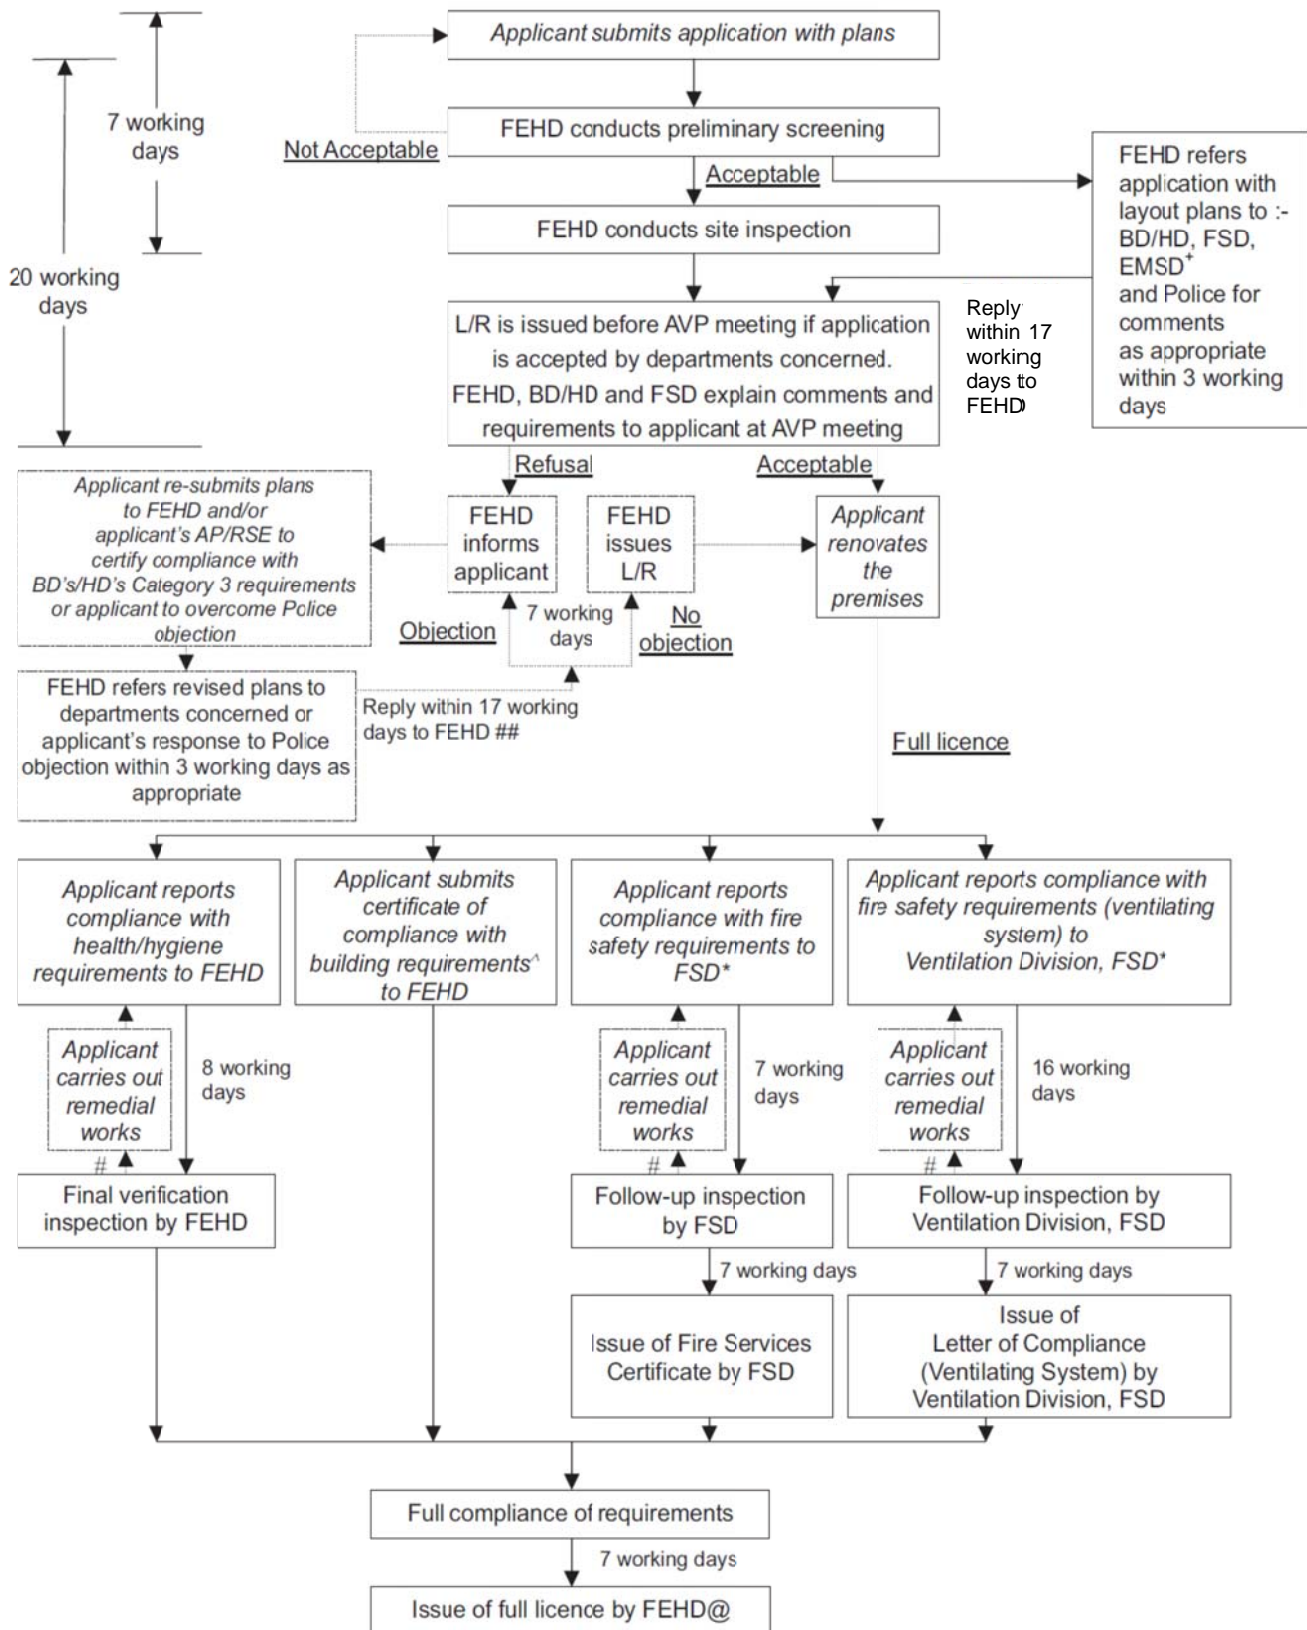 Applicant submits application with plans
7 working
days
FEHD conducts preliminary screening
Not Acceptable
Acceptable
FEHD refers
application with
layout plans to :-
BD/HD, FSD,
EMSD+
and Police for
comments
as appropriate
within 3 working
days
FEHD conducts site inspection
20 working
days
Reply
within 17
working
days to
FEHD
L/R is issued before AVP meeting if application
is accepted by departments concerned.
FEHD, BD/HD and FSD explain comments and
requirements to applicant at AVP meeting
Refusal
Acceptable
Applicant re-submits plans
to FEHD and/or
applicant's AP/RSE to
certify compliance with
BD's/HD's Category 3 requirements
or applicant to overcome Police
objection
FEHD
informs
applicant
FEHD
issues
L/R
Applicant
renovates
the
premises
Objection
7 working
days
No
objection
FEHD refers revised plans to
departments concerned or
applicant's response to Police
objection within 3 working days as
appropriate
Reply within 17 working
days to FEHD ##
Full licence
Applicant reports
compliance with
health/hygiene
requirements to FEHD
Applicant submits
certificate of
compliance with
building requirements^
to FEHD
Applicant reports
compliance with fire
safety requirements to
FSD*
Applicant reports compliance with
fire safety requirements (ventilating
system) to
Ventilation Division, FSD*
Applicant
carries out
remedial
works
8 working
days
Applicant
carries out
remedial
works
7 working
days
Applicant
carries out
remedial
works
16 working
days
#
#
#
Final verification
inspection by FEHD
Follow-up inspection
by FSD
Follow-up inspection by
Ventilation Division, FSD
7 working days
7 working days
Issue of Fire Services
Certificate by FSD
Issue of
Letter of Compliance
(Ventilating System) by
Ventilation Division, FSD
Full compliance of requirements
7 working days
Issue of full licence by FEHD@